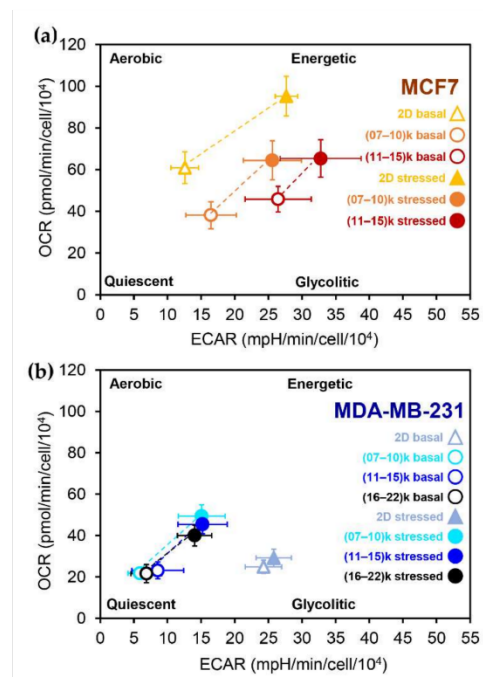 (a)
120
100
80
60
40
20
0
OCR (pmol/min/cell/10⁴)
Aerobic
Energetic
MCF7
2D basal
(07–10)k basal
(11–15)k basal
2D stressed
(07–10)k stressed
(11–15)k stressed
Quiescent
Glycolitic
0 5 10 15 20 25 30 35 40 45 50 55
ECAR (mpH/min/cell/10⁴)
(b)
120
100
80
60
40
20
0
OCR (pmol/min/cell/10⁴)
Aerobic
Energetic
MDA-MB-231
2D basal
(07–10)k basal
(11–15)k basal
(16–22)k basal
2D stressed
(07–10)k stressed
(11–15)k stressed
(16–22)k stressed
Quiescent
Glycolitic
0 5 10 15 20 25 30 35 40 45 50 55
ECAR (mpH/min/cell/10⁴)